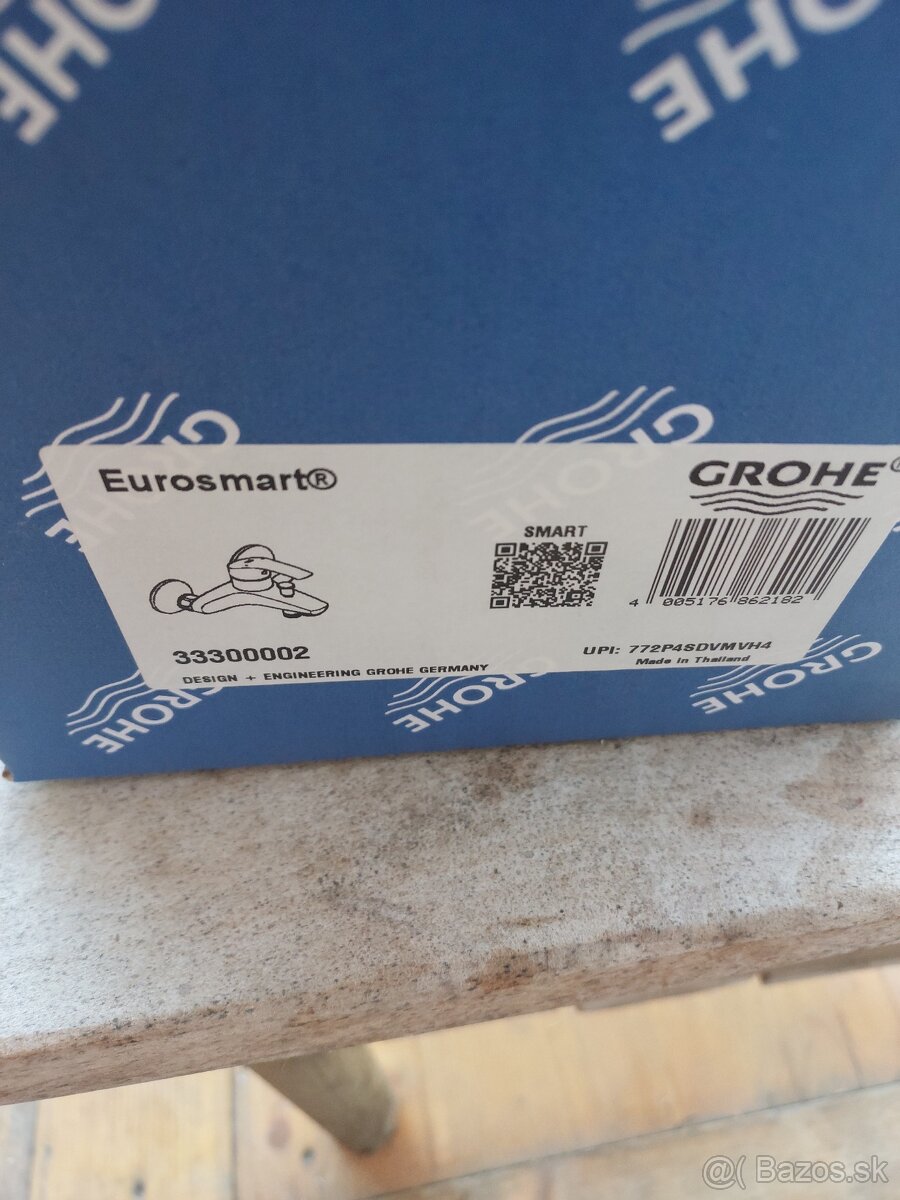 GROHE
GROHE
GROHE
GROHE
Eurosmart®
GROHE
SMART
4 005176 862182
33300002
UPI: 772P4SDVMVH4
Made in Thailand
DESIGN + ENGINEERING GROHE GERMANY
GROHE
GROHE
GROHE
@( Bazos.sk